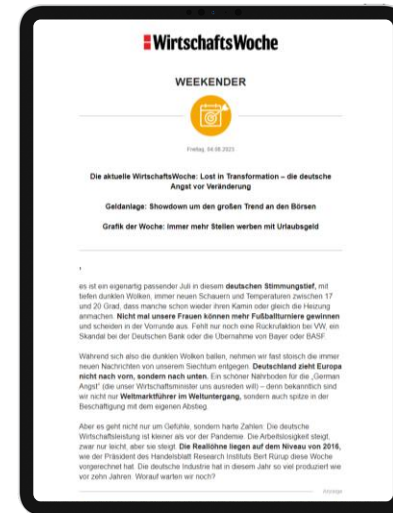 WirtschaftsWoche
WEEKENDER
Freitag, 04.08.2023
Die aktuelle WirtschaftsWoche: Lost in Transformation – die deutsche
Angst vor Veränderung
Geldanlage: Showdown um den großen Trend an den Börsen
Grafik der Woche: Immer mehr Stellen werben mit Urlaubsgeld
,
es ist ein eigenartig passender Juli in diesem deutschen Stimmungstief, mit
tiefen dunklen Wolken, immer neuen Schauern und Temperaturen zwischen 17
und 20 Grad, dass manche schon wieder ihren Kamin oder gleich die Heizung
anmachen. Nicht mal unsere Frauen können mehr Fußballturniere gewinnen
und scheiden in der Vorrunde aus. Fehlt nur noch eine Rückrufaktion bei VW, ein
Skandal bei der Deutschen Bank oder die Übernahme von Bayer oder BASF.
Während sich also die dunklen Wolken ballen, nehmen wir fast stoisch die immer
neuen Nachrichten von unserem Siechtum entgegen. Deutschland zieht Europa
nicht nach vorn, sondern nach unten. Ein schöner Nährboden für die „German
Angst" (die unser Wirtschaftsminister uns ausreden will) – denn bekanntlich sind
wir nicht nur Weltmarktführer im Weltuntergang, sondern auch spitze in der
Beschäftigung mit dem eigenen Abstieg.
Aber es geht nicht nur um Gefühle, sondern harte Zahlen: Die deutsche
Wirtschaftsleistung ist kleiner als vor der Pandemie. Die Arbeitslosigkeit steigt,
zwar nur leicht, aber sie steigt. Die Reallöhne liegen auf dem Niveau von 2016,
wie der Präsident des Handelsblatt Research Instituts Bert Rürup diese Woche
vorgerechnet hat. Die deutsche Industrie hat in diesem Jahr so viel produziert wie
vor zehn Jahren. Worauf warten wir noch?
Anzeige